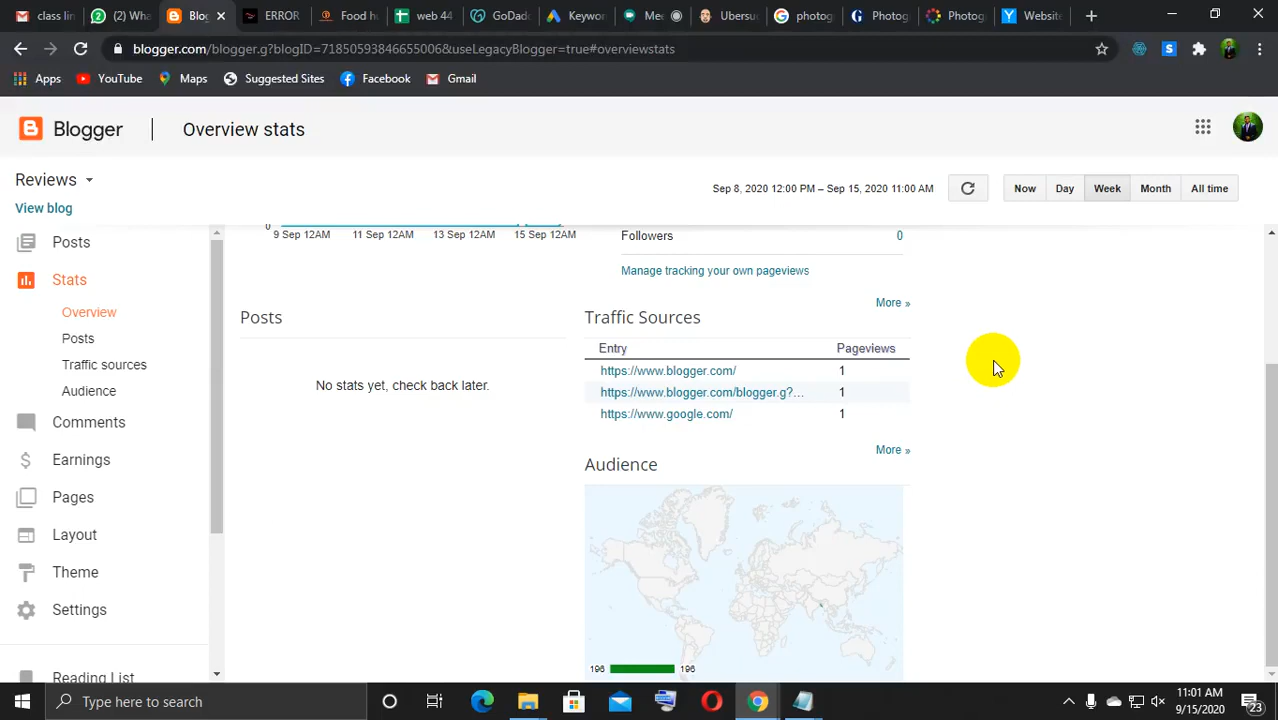 class lin
(2) Wha
Blog
ERROR
Food h
web 44
GoDad
Keywo
Mee
Ubersu
photog
Photog
Photog
Website
blogger.com/blogger.g?blogID=71850593846655006&useLegacyBlogger=true#overviewstats
Apps YouTube Maps Suggested Sites Facebook Gmail
Blogger Overview stats
Reviews
Sep 8, 2020 12:00 PM – Sep 15, 2020 11:00 AM Now Day Week Month All time
View blog
Posts
Stats
Overview
Posts
Traffic sources
Audience
Comments
Earnings
Pages
Layout
Theme
Settings
Reading List
0
9 Sep 12AM 11 Sep 12AM 13 Sep 12AM 15 Sep 12AM
Followers 0
Manage tracking your own pageviews
More »
Posts
No stats yet, check back later.
Traffic Sources
Entry Pageviews
https://www.blogger.com/ 1
https://www.blogger.com/blogger.g?... 1
https://www.google.com/ 1
More »
Audience
196 196
Type here to search
11:01 AM
9/15/2020
23